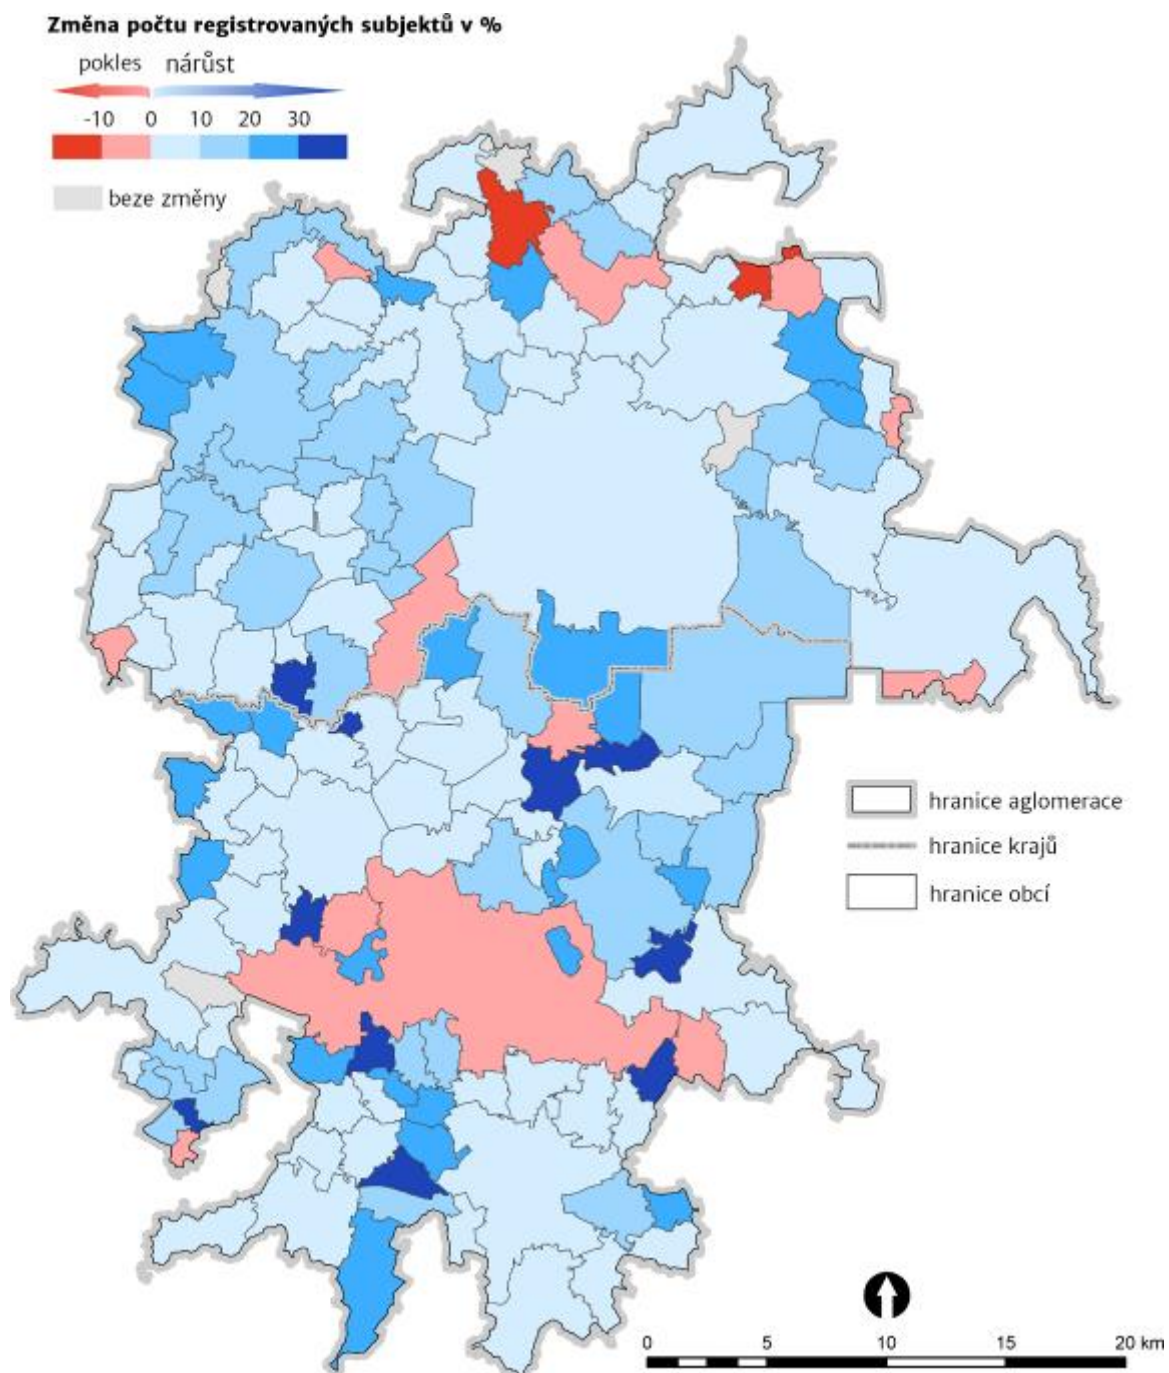 Změna počtu registrovaných subjektů v %
pokles nárůst
-10 0 10 20 30
beze změny
hranice aglomerace
hranice krajů
hranice obcí
0 5 10 15 20 km